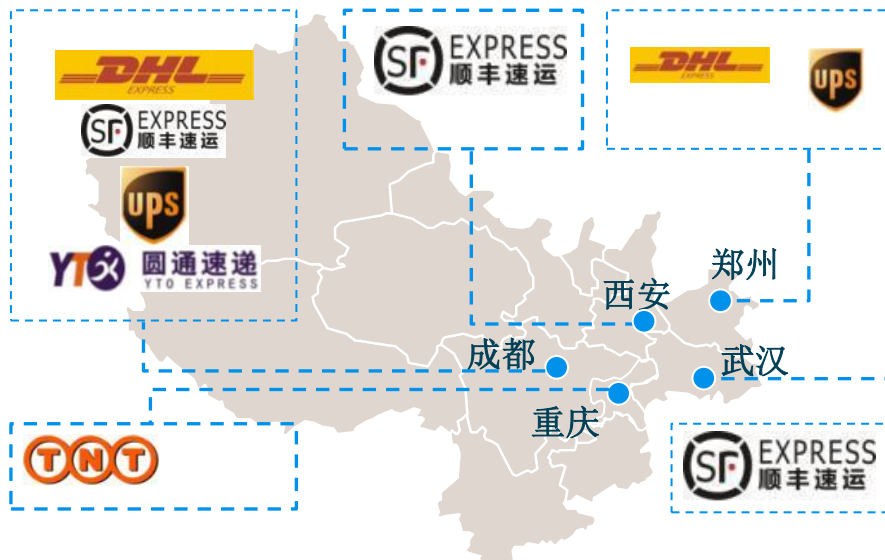 DHL
EXPRESS
SF EXPRESS
顺丰速运
UPS
YTO 圆通速递
YTO EXPRESS
SF EXPRESS
顺丰速运
DHL
EXPRESS
UPS
郑州
西安
成都
武汉
重庆
TNT
SF EXPRESS
顺丰速运